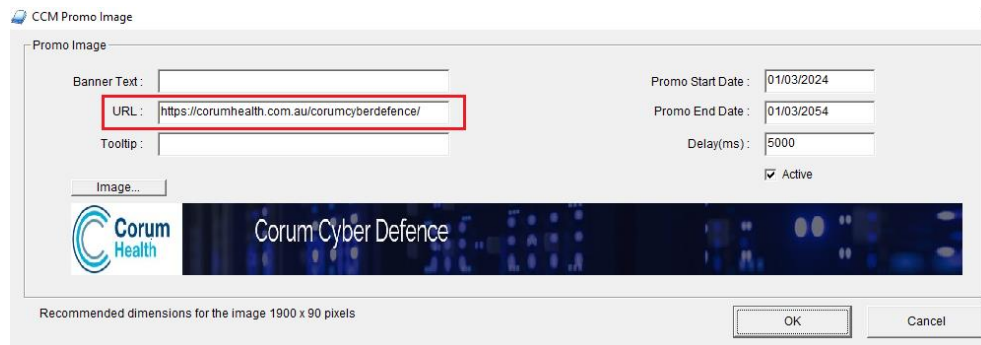 CCM Promo Image
Promo Image
Banner Text :
URL : https://corumhealth.com.au/corumcyberdefence/
Tooltip :
Promo Start Date : 01/03/2024
Promo End Date : 01/03/2054
Delay(ms) : 5000
Active
Image...
Corum Health
Corum Cyber Defence
Recommended dimensions for the image 1900 x 90 pixels
OK
Cancel